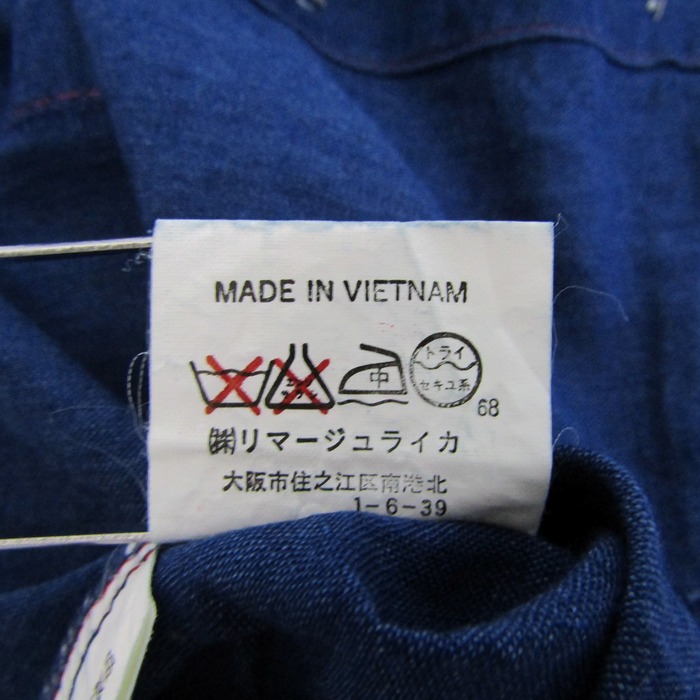 MADE IN VIETNAM
中 ドライ
セキユ系
68
㈱リマージュライカ
大阪市住之江区南港北
1-6-39